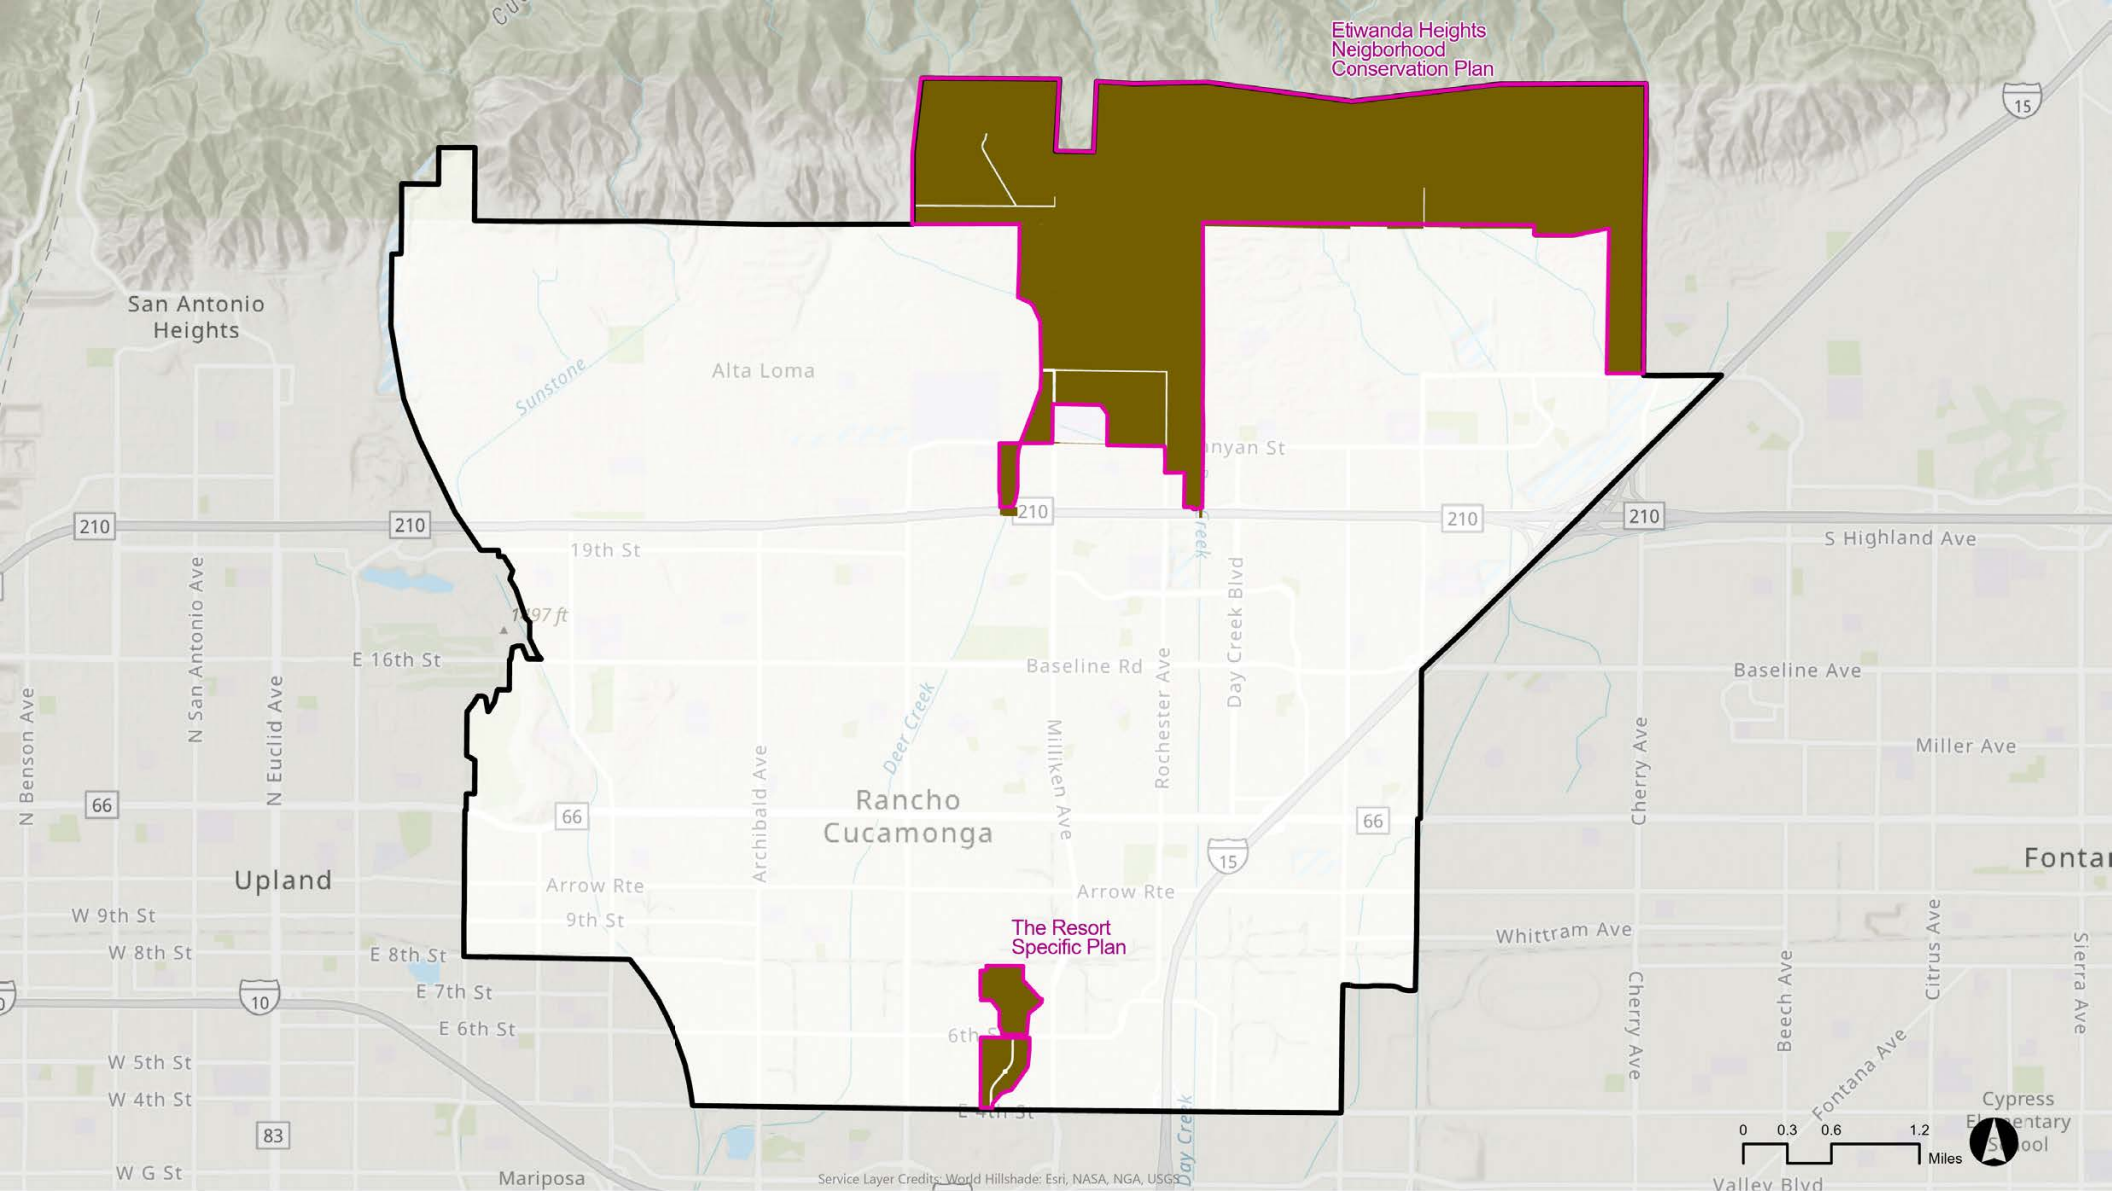 Etiwanda Heights
Neigborhood
Conservation Plan
15
San Antonio
Heights
Sunstone
Alta Loma
nyan St
210
210
210
210
210
19th St
Creek
S Highland Ave
N San Antonio Ave
Day Creek Blvd
E 16th St
Baseline Rd
Baseline Ave
N Benson Ave
N Euclid Ave
Deer Creek
Milliken Ave
Rochester Ave
Archibald Ave
Cherry Ave
Miller Ave
66
66
66
Rancho
Cucamonga
15
Upland
Fonta
Arrow Rte
Arrow Rte
W 9th St
9th St
The Resort
Specific Plan
Whittram Ave
W 8th St
E 8th St
E 7th St
10
E 6th St
6th S
Cherry Ave
Beech Ave
Citrus Ave
Sierra Ave
Fontana Ave
W 5th St
W 4th St
E 4th St
83
Day Creek
Cypress
0 0.3 0.6 1.2
Miles
W G St
Mariposa
Service Layer Credits: World Hillshade: Esri, NASA, NGA, USGS
Valley Blvd